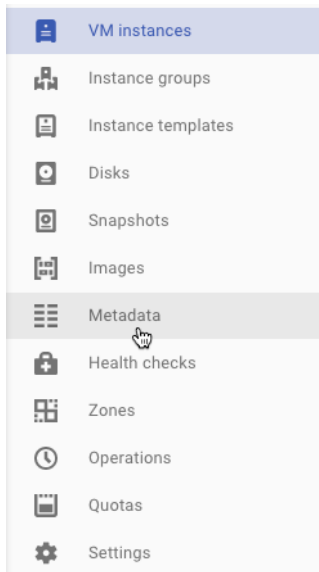 VM instances
Instance groups
Instance templates
Disks
Snapshots
Images
Metadata
Health checks
Zones
Operations
Quotas
Settings